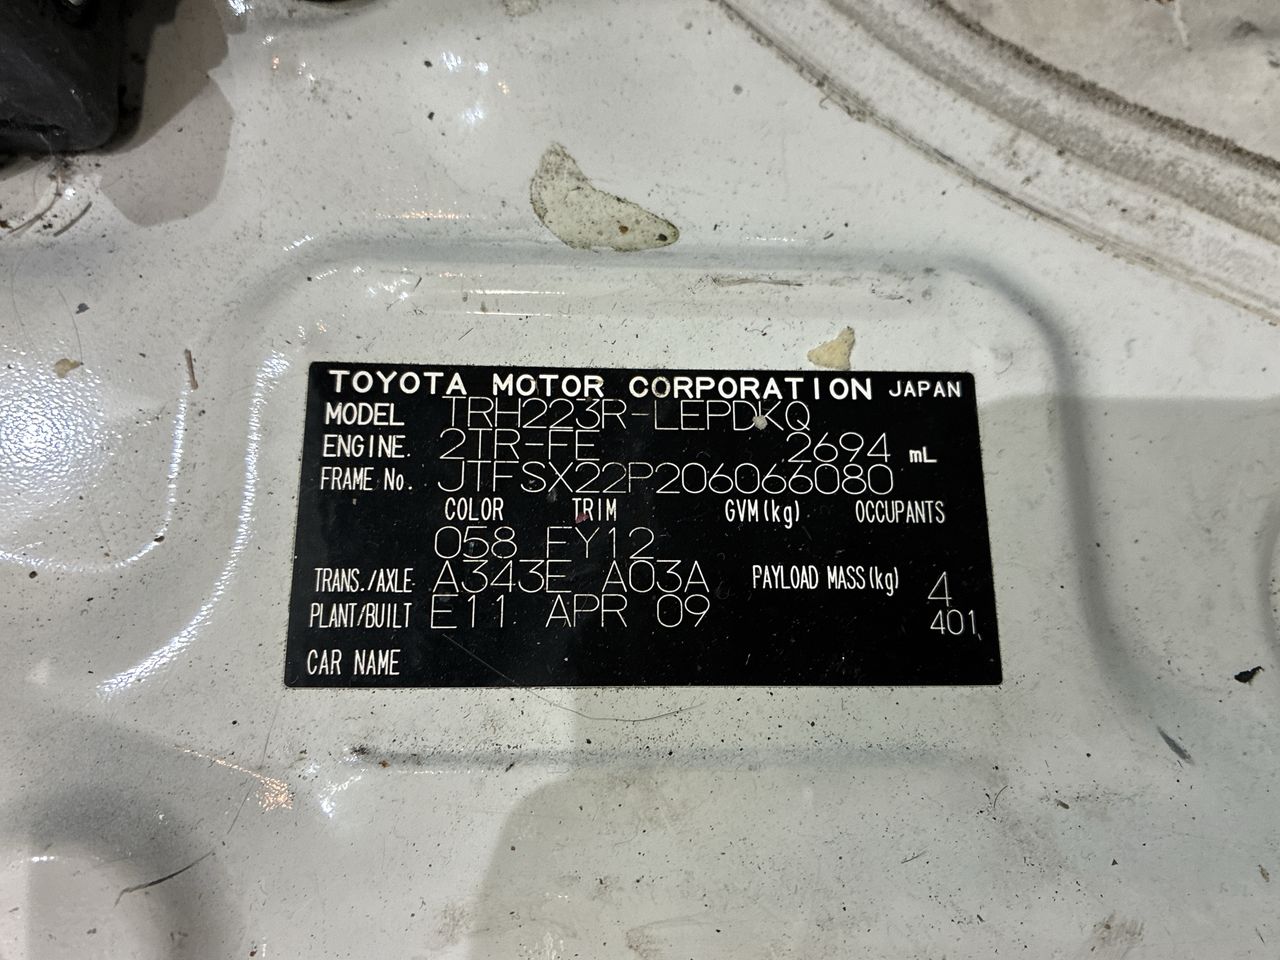 TOYOTA MOTOR CORPORATION JAPAN
MODEL TRH223R-LEPDKQ
ENGINE. 2TR-FE 2694 mL
FRAME No. JTFSX22P206066080
COLOR TRIM GVM(kg) OCCUPANTS
058 FY12
TRANS./AXLE A343E A03A PAYLOAD MASS(kg) 4
PLANT/BUILT E11 APR 09 401
CAR NAME